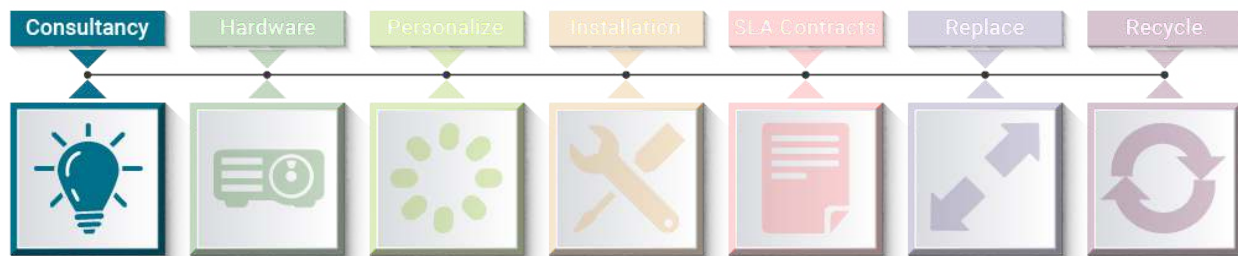 Consultancy
Hardware
Personalize
Installation
SLA Contracts
Replace
Recycle